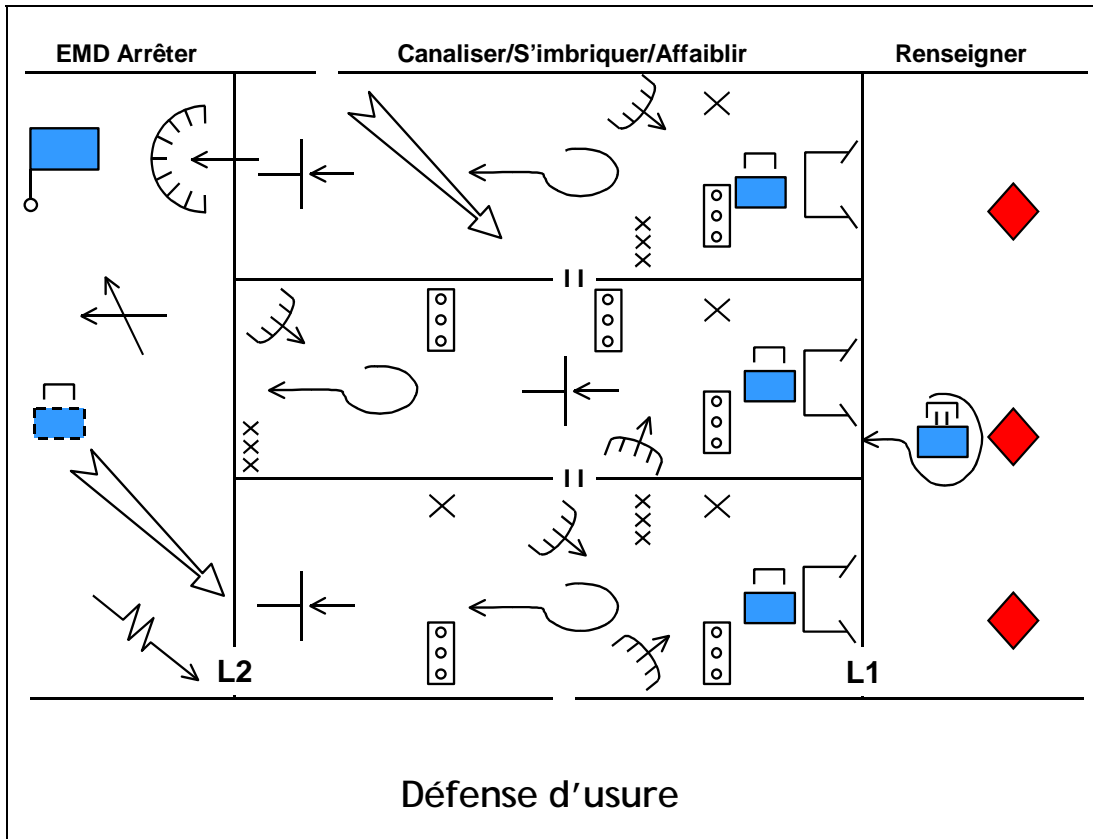 EMD Arrêter
Canaliser/S'imbriquer/Affaiblir
Renseigner
L2
L1
Défense d'usure